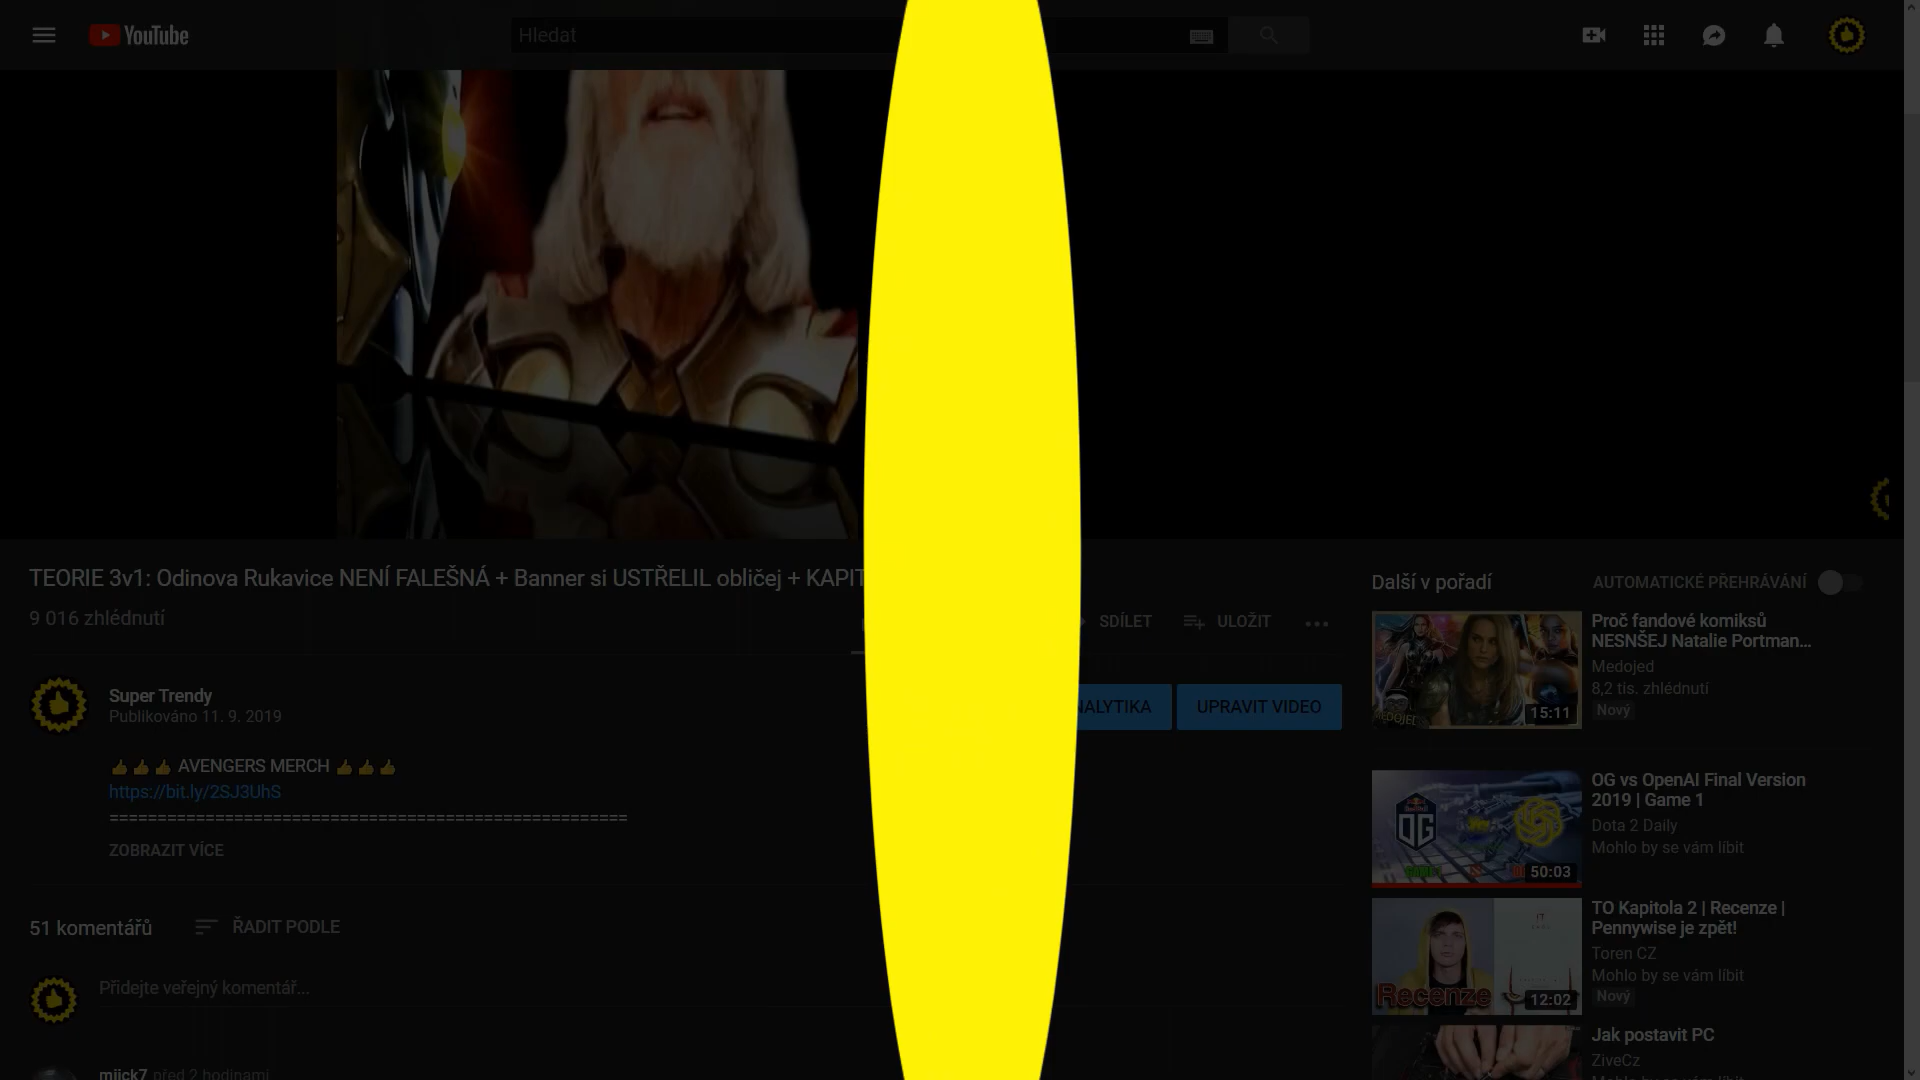 YouTube
Hledat
TEORIE 3v1: Odinova Rukavice NENÍ FALEŠNÁ + Banner si USTŘELIL obličej +
9 016 zhlédnutí
SDÍLET
ULOŽIT
Super Trendy
Publikováno 11. 9. 2019
UPRAVIT VIDEO
AVENGERS MERCH
https://bit.ly/2SJ3UhS
======================================================
ZOBRAZIT VÍCE
51 komentářů
ŘADIT PODLE
Přidejte veřejný komentář...
mijck7 před 2 hodinami
Další v pořadí
AUTOMATICKÉ PŘEHRÁVÁNÍ
Proč fandové komiksů
NESNŠEJ Natalie Portman...
Medojed
8,2 tis. zhlédnutí
Nový
MEDOJED
15:11
OG vs OpenAI Final Version
2019 | Game 1
Dota 2 Daily
Mohlo by se vám líbit
OG
50:03
TO Kapitola 2 | Recenze |
Pennywise je zpět!
Toren CZ
Mohlo by se vám líbit
Nový
Recenze
12:02
Jak postavit PC
ZiveCz